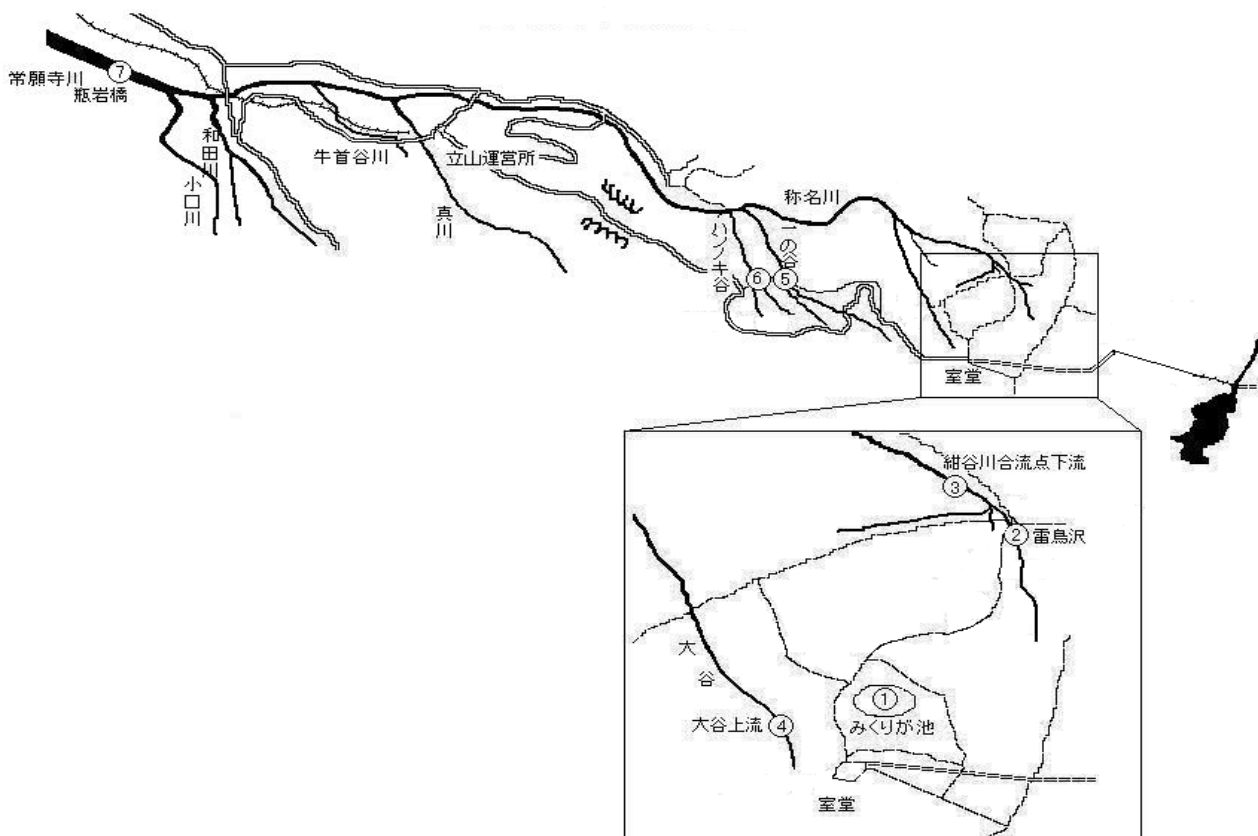 常願寺川
⑦
瓶岩橋
和田川
小口川
牛首谷川
立山運営所
真川
称名川
ハンノキ谷
一の谷
⑥
⑤
室堂
紺谷川合流点下流
③
②
雷鳥沢
大谷
①
みくりが池
大谷上流
④
室堂